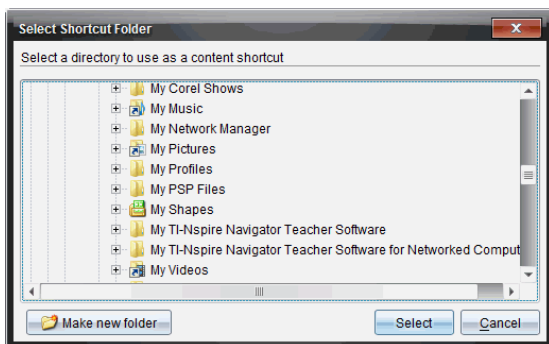 Select Shortcut Folder
Select a directory to use as a content shortcut
My Corel Shows
My Music
My Network Manager
My Pictures
My Profiles
My PSP Files
My Shapes
My TI-Nspire Navigator Teacher Software
My TI-Nspire Navigator Teacher Software for Networked Comput
My Videos
Make new folder
Select
Cancel